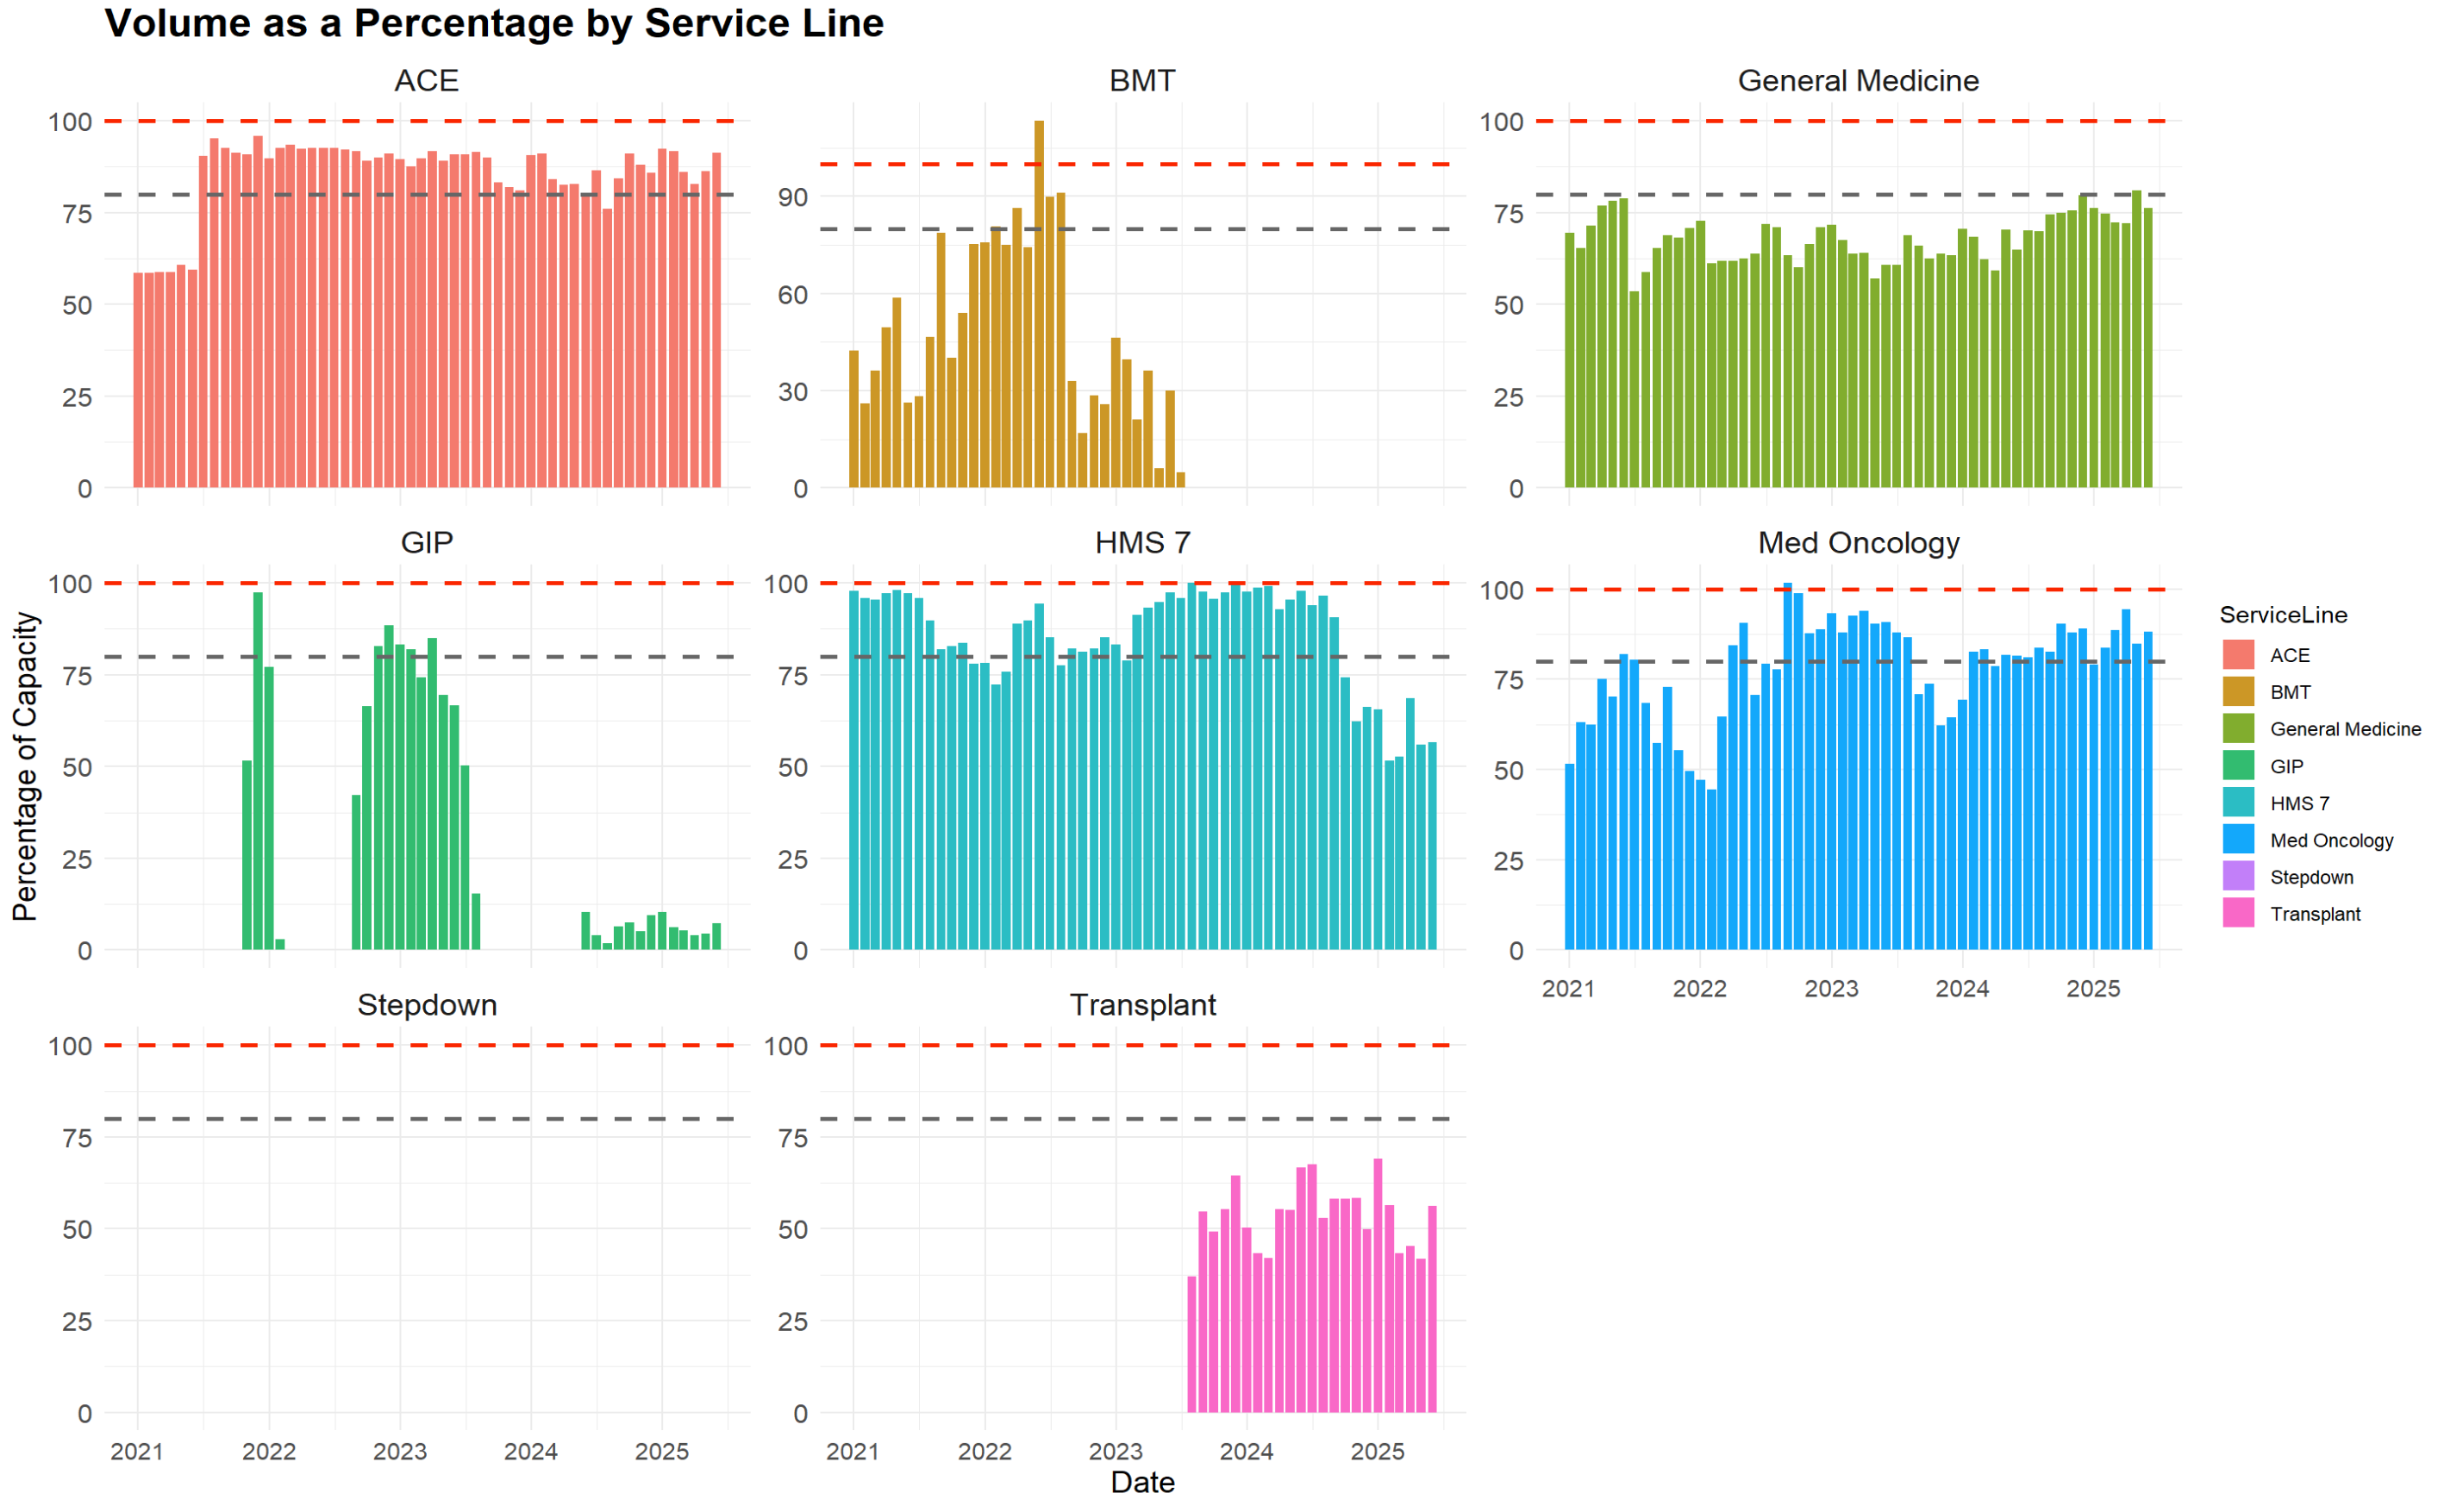 Volume as a Percentage by Service Line
ACE
BMT
General Medicine
100
75
50
25
0
90
60
30
0
100
75
50
25
0
GIP
HMS 7
Med Oncology
Percentage of Capacity
100
75
50
25
0
100
75
50
25
0
100
75
50
25
0
2021 2022 2023 2024 2025
Stepdown
Transplant
100
75
50
25
0
100
75
50
25
0
2021 2022 2023 2024 2025
2021 2022 2023 2024 2025
Date
ServiceLine
ACE
BMT
General Medicine
GIP
HMS 7
Med Oncology
Stepdown
Transplant